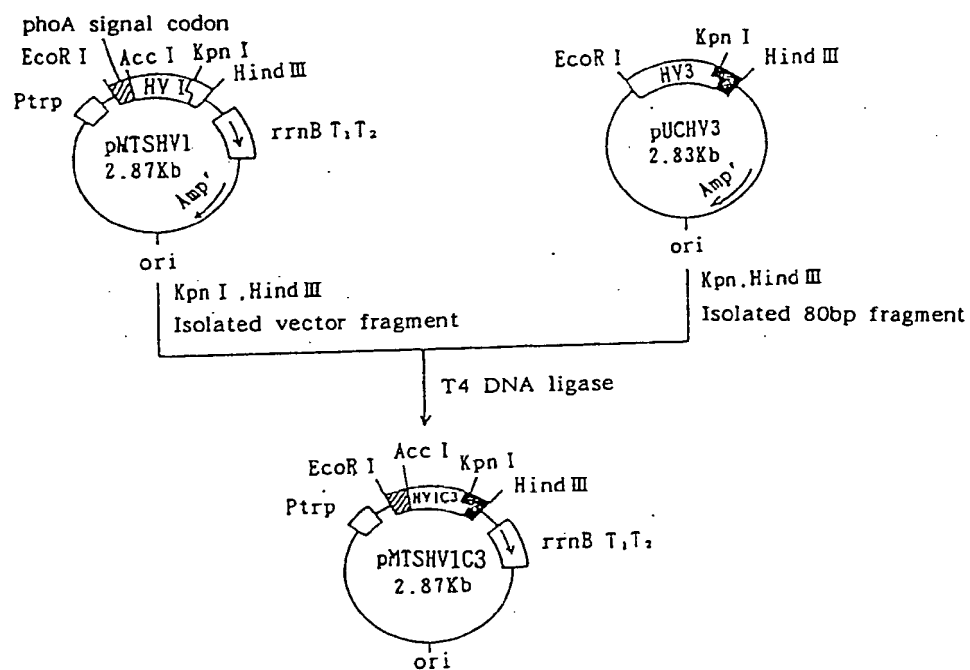 phoA signal codon
EcoR I
Acc I
Kpn I
Hind III
HV I
Ptrp
rrnB T₁T₂
pMTSHV1
2.87Kb
Ampʳ
ori
Kpn I
EcoR I
HV3
Hind III
pUCHV3
2.83Kb
Ampʳ
ori
Kpn I ,Hind III
Isolated vector fragment
Kpn,Hind III
Isolated 80bp fragment
T4 DNA ligase
Acc I
EcoR I
Kpn I
Hind III
HV1C3
Ptrp
rrnB T₁T₂
pMTSHV1C3
2.87Kb
ori